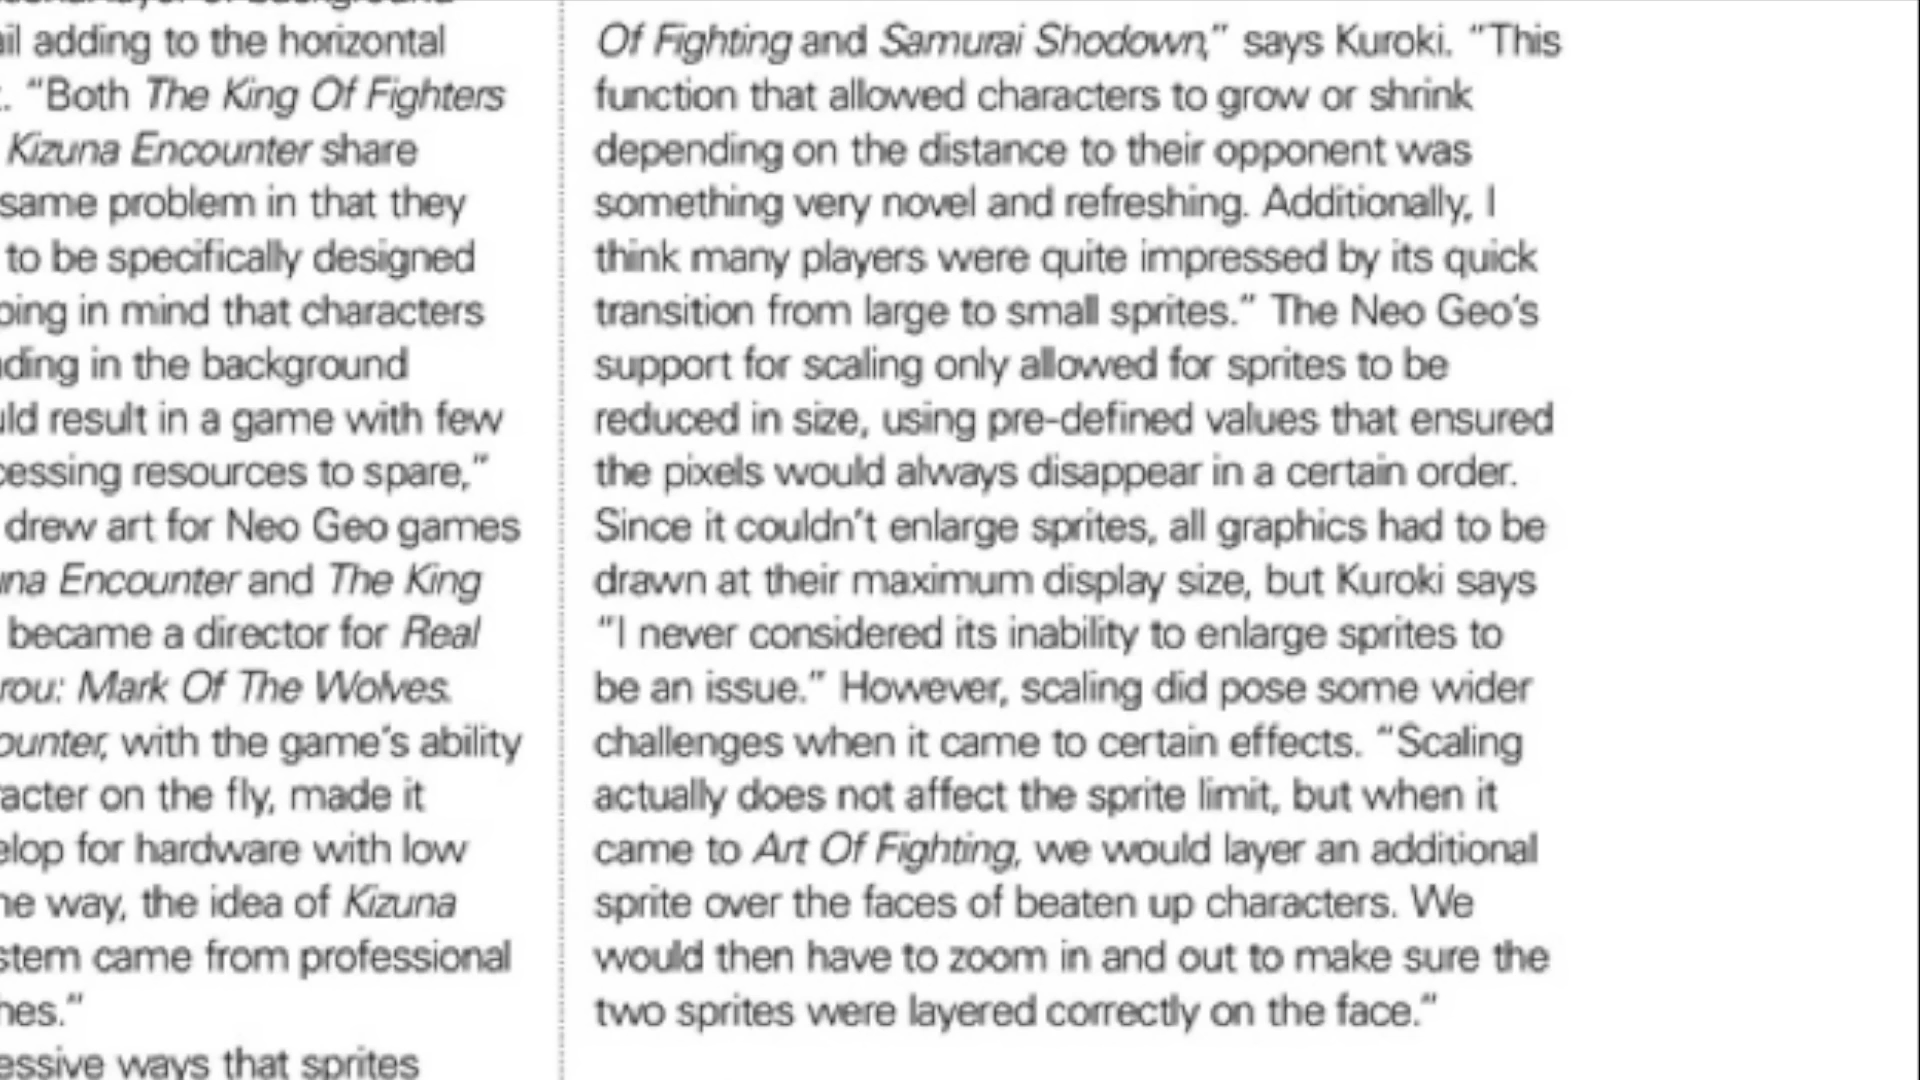 il adding to the horizontal
. “Both The King Of Fighters
Kizuna Encounter share
same problem in that they
to be specifically designed
ping in mind that characters
ding in the background
uld result in a game with few
cessing resources to spare,”
drew art for Neo Geo games
una Encounter and The King
became a director for Real
rou: Mark Of The Wolves.
ounter, with the game’s ability
racter on the fly, made it
elop for hardware with low
ne way, the idea of Kizuna
stem came from professional
hes.”
essive ways that sprites
Of Fighting and Samurai Shodown,” says Kuroki. “This
function that allowed characters to grow or shrink
depending on the distance to their opponent was
something very novel and refreshing. Additionally, I
think many players were quite impressed by its quick
transition from large to small sprites.” The Neo Geo’s
support for scaling only allowed for sprites to be
reduced in size, using pre-defined values that ensured
the pixels would always disappear in a certain order.
Since it couldn’t enlarge sprites, all graphics had to be
drawn at their maximum display size, but Kuroki says
“I never considered its inability to enlarge sprites to
be an issue.” However, scaling did pose some wider
challenges when it came to certain effects. “Scaling
actually does not affect the sprite limit, but when it
came to Art Of Fighting, we would layer an additional
sprite over the faces of beaten up characters. We
would then have to zoom in and out to make sure the
two sprites were layered correctly on the face.”